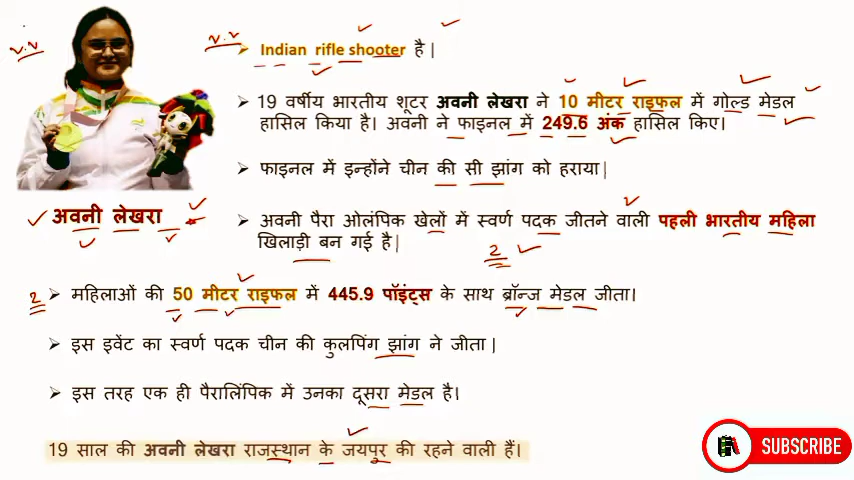 v.v
v.v
Indian rifle shooter है|
19 वर्षीय भारतीय शूटर अवनी लेखरा ने 10 मीटर राइफल में गोल्ड मेडल
हासिल किया है। अवनी ने फाइनल में 249.6 अंक हासिल किए।
फाइनल में इन्होंने चीन की सी झांग को हराया|
अवनी लेखरा
अवनी पैरा ओलंपिक खेलों में स्वर्ण पदक जीतने वाली पहली भारतीय महिला
खिलाड़ी बन गई है|
2
2
महिलाओं की 50 मीटर राइफल में 445.9 पॉइंट्स के साथ ब्रॉन्ज मेडल जीता।
इस इवेंट का स्वर्ण पदक चीन की कुलपिंग झांग ने जीता|
इस तरह एक ही पैरालिंपिक में उनका दूसरा मेडल है।
19 साल की अवनी लेखरा राजस्थान के जयपुर की रहने वाली हैं।
SUBSCRIBE